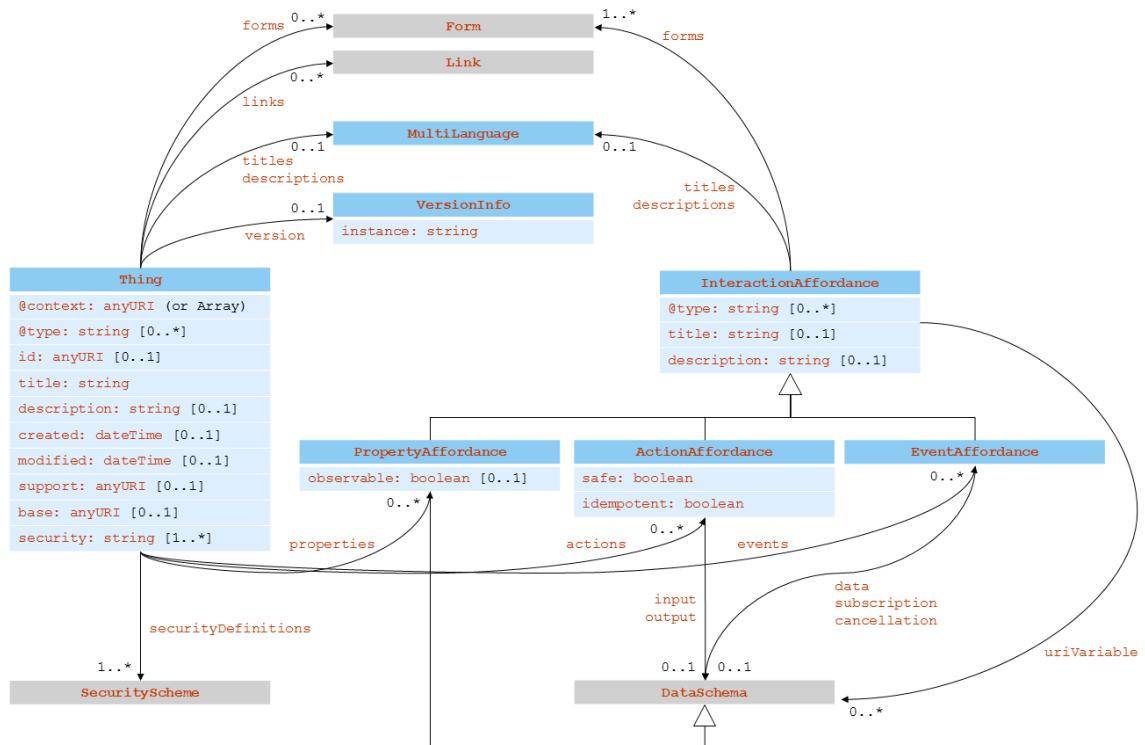 0..*
Form
1..*
forms
forms
Link
0..*
links
MultiLanguage
0..1
0..1
titles
descriptions
titles
descriptions
VersionInfo
0..1
instance: string
version
Thing
@context: anyURI (or Array)
@type: string [0..*]
id: anyURI [0..1]
title: string
description: string [0..1]
created: dateTime [0..1]
modified: dateTime [0..1]
support: anyURI [0..1]
base: anyURI [0..1]
security: string [1..*]
InteractionAffordance
@type: string [0..*]
title: string [0..1]
description: string [0..1]
PropertyAffordance
observable: boolean [0..1]
0..*
ActionAffordance
safe: boolean
idempotent: boolean
0..*
EventAffordance
0..*
properties
actions
events
input
output
data
subscription
cancellation
securityDefinitions
uriVariable
1..*
0..1
0..1
SecurityScheme
DataSchema
0..*